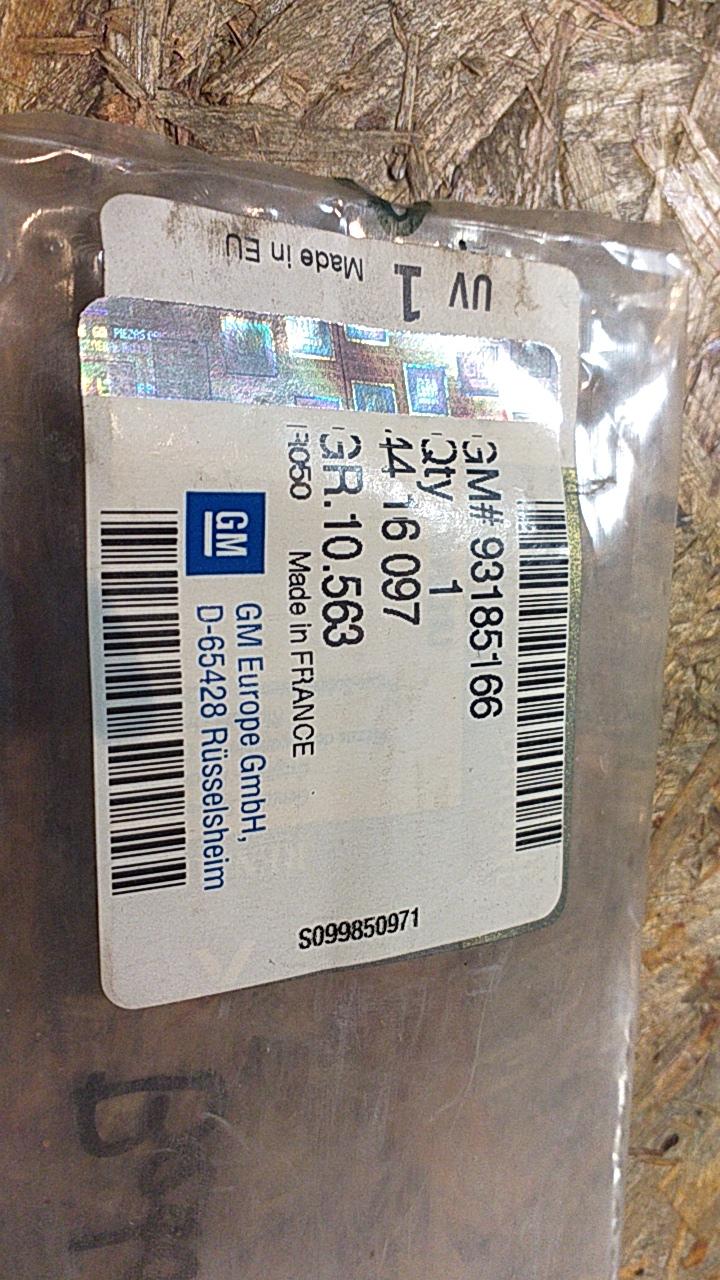 UV 1 Made in EU
GM# 93185166
Qty 1
44 16 097
GR.10.563
Made in FRANCE
GM
GM Europe GmbH,
D-65428 Rüsselsheim
S099850971